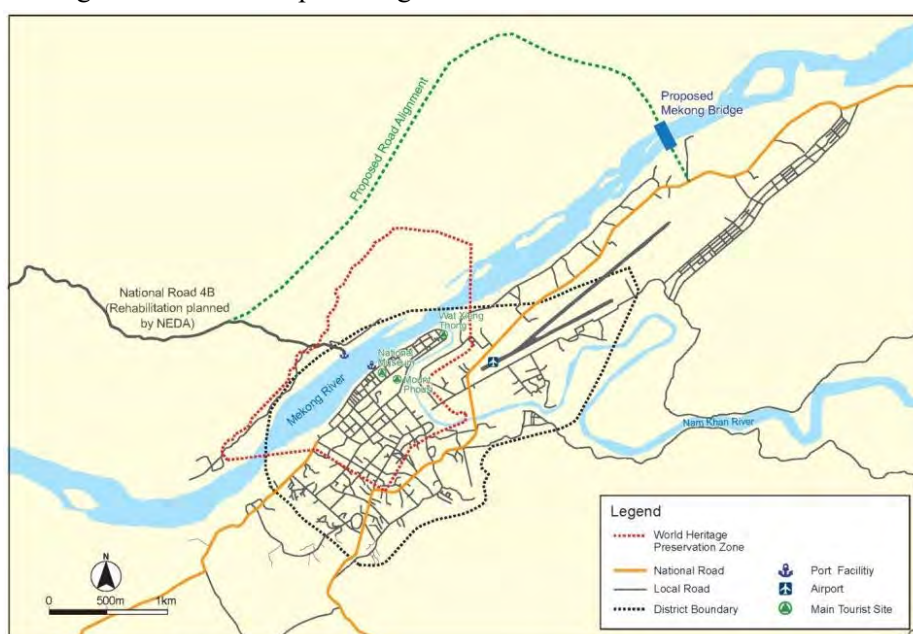 Proposed
Mekong Bridge
Proposed Road Alignment
National Road 4B
(Rehabilitation planned
by NEDA)
Wat Xieng
Thong
National
Museum
Mount
Phousi
Mekong River
Nam Khan River
N
0 500m 1km
Legend
World Heritage
Preservation Zone
National Road
Local Road
District Boundary
Port Facilitiy
Airport
Main Tourist Site